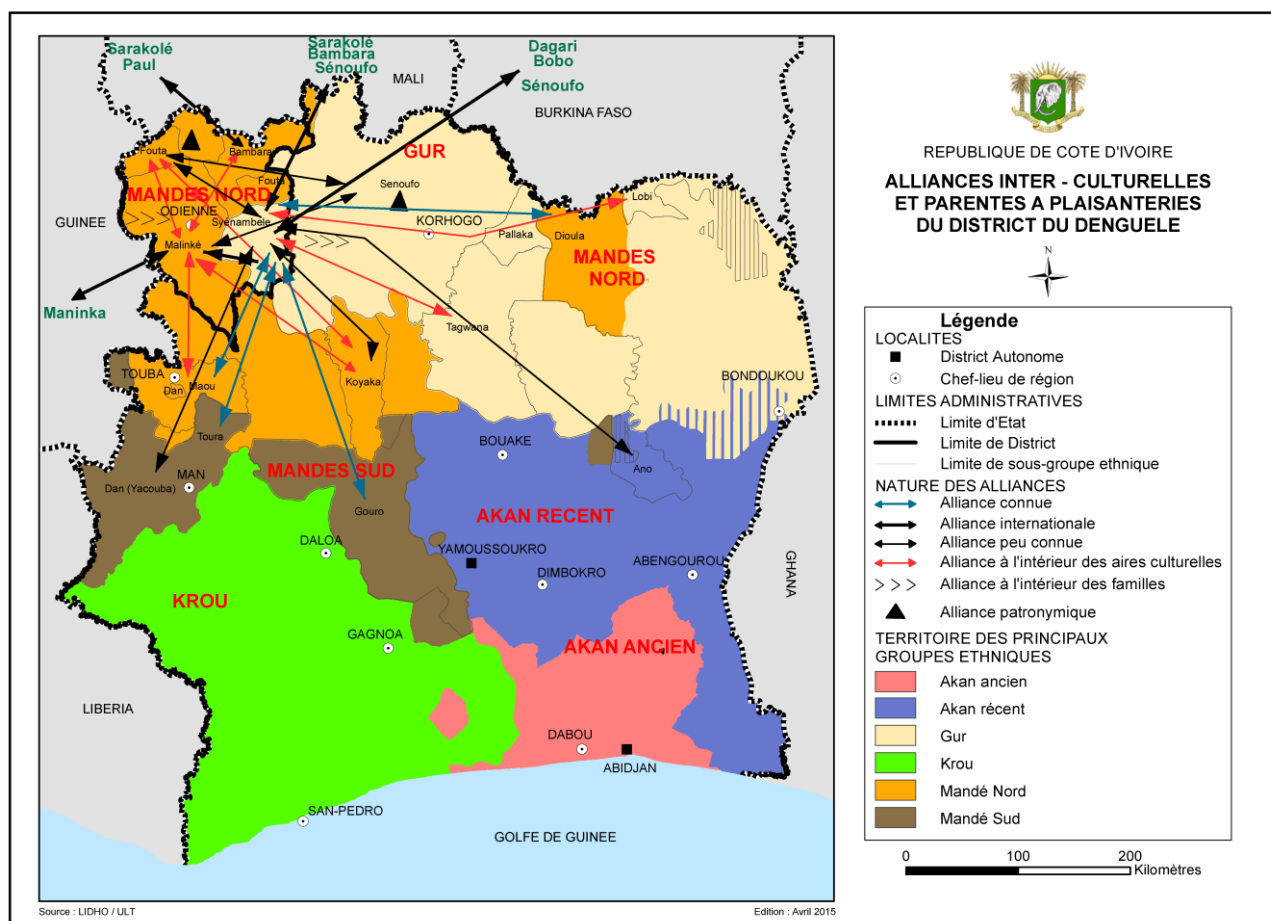 Sarakolé
Paul
Sarakolé
Bambara
Sénoufo
Dagari
Bobo
Sénoufo
MALI
BURKINA FASO
GUINEE
GUR
Fouta
Bambara
Fouta
Senoufo
Lobi
MANDES NORD
ODIENNE
Syénambele
KORHOGO
Pallaka
Dioula
Malinké
MANDES
NORD
Maninka
Tagwana
TOUBA
Dan
Maou
Koyaka
BONDOUKOU
Toura
BOUAKE
MAN
MANDES SUD
Ano
Dan (Yacouba)
Gouro
AKAN RECENT
DALOA
YAMOUSSOUKRO
ABENGOUROU
DIMBOKRO
GHANA
KROU
GAGNOA
AKAN ANCIEN
LIBERIA
DABOU
ABIDJAN
SAN-PEDRO
GOLFE DE GUINEE
REPUBLIQUE DE COTE D'IVOIRE
ALLIANCES INTER - CULTURELLES
ET PARENTES A PLAISANTERIES
DU DISTRICT DU DENGUELE
N
Légende
LOCALITES
District Autonome
Chef-lieu de région
LIMITES ADMINISTRATIVES
Limite d'Etat
Limite de District
Limite de sous-groupe ethnique
NATURE DES ALLIANCES
Alliance connue
Alliance internationale
Alliance peu connue
Alliance à l'intérieur des aires culturelles
Alliance à l'intérieur des familles
Alliance patronymique
TERRITOIRE DES PRINCIPAUX
GROUPES ETHNIQUES
Akan ancien
Akan récent
Gur
Krou
Mandé Nord
Mandé Sud
0 100 200
Kilomètres
Source : LIDHO / ULT
Edition : Avril 2015